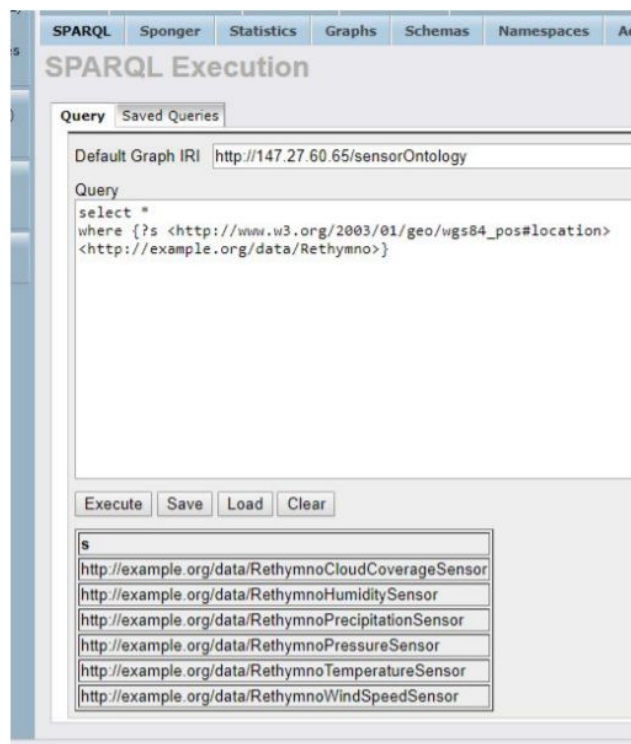 SPARQL Sponger Statistics Graphs Schemas Namespaces
SPARQL Execution
Query Saved Queries
Default Graph IRI http://147.27.60.65/sensorOntology
Query
select *
where {?s <http://www.w3.org/2003/01/geo/wgs84_pos#location>
<http://example.org/data/Rethymno>}
Execute Save Load Clear
s
http://example.org/data/RethymnoCloudCoverageSensor
http://example.org/data/RethymnoHumiditySensor
http://example.org/data/RethymnoPrecipitationSensor
http://example.org/data/RethymnoPressureSensor
http://example.org/data/RethymnoTemperatureSensor
http://example.org/data/RethymnoWindSpeedSensor